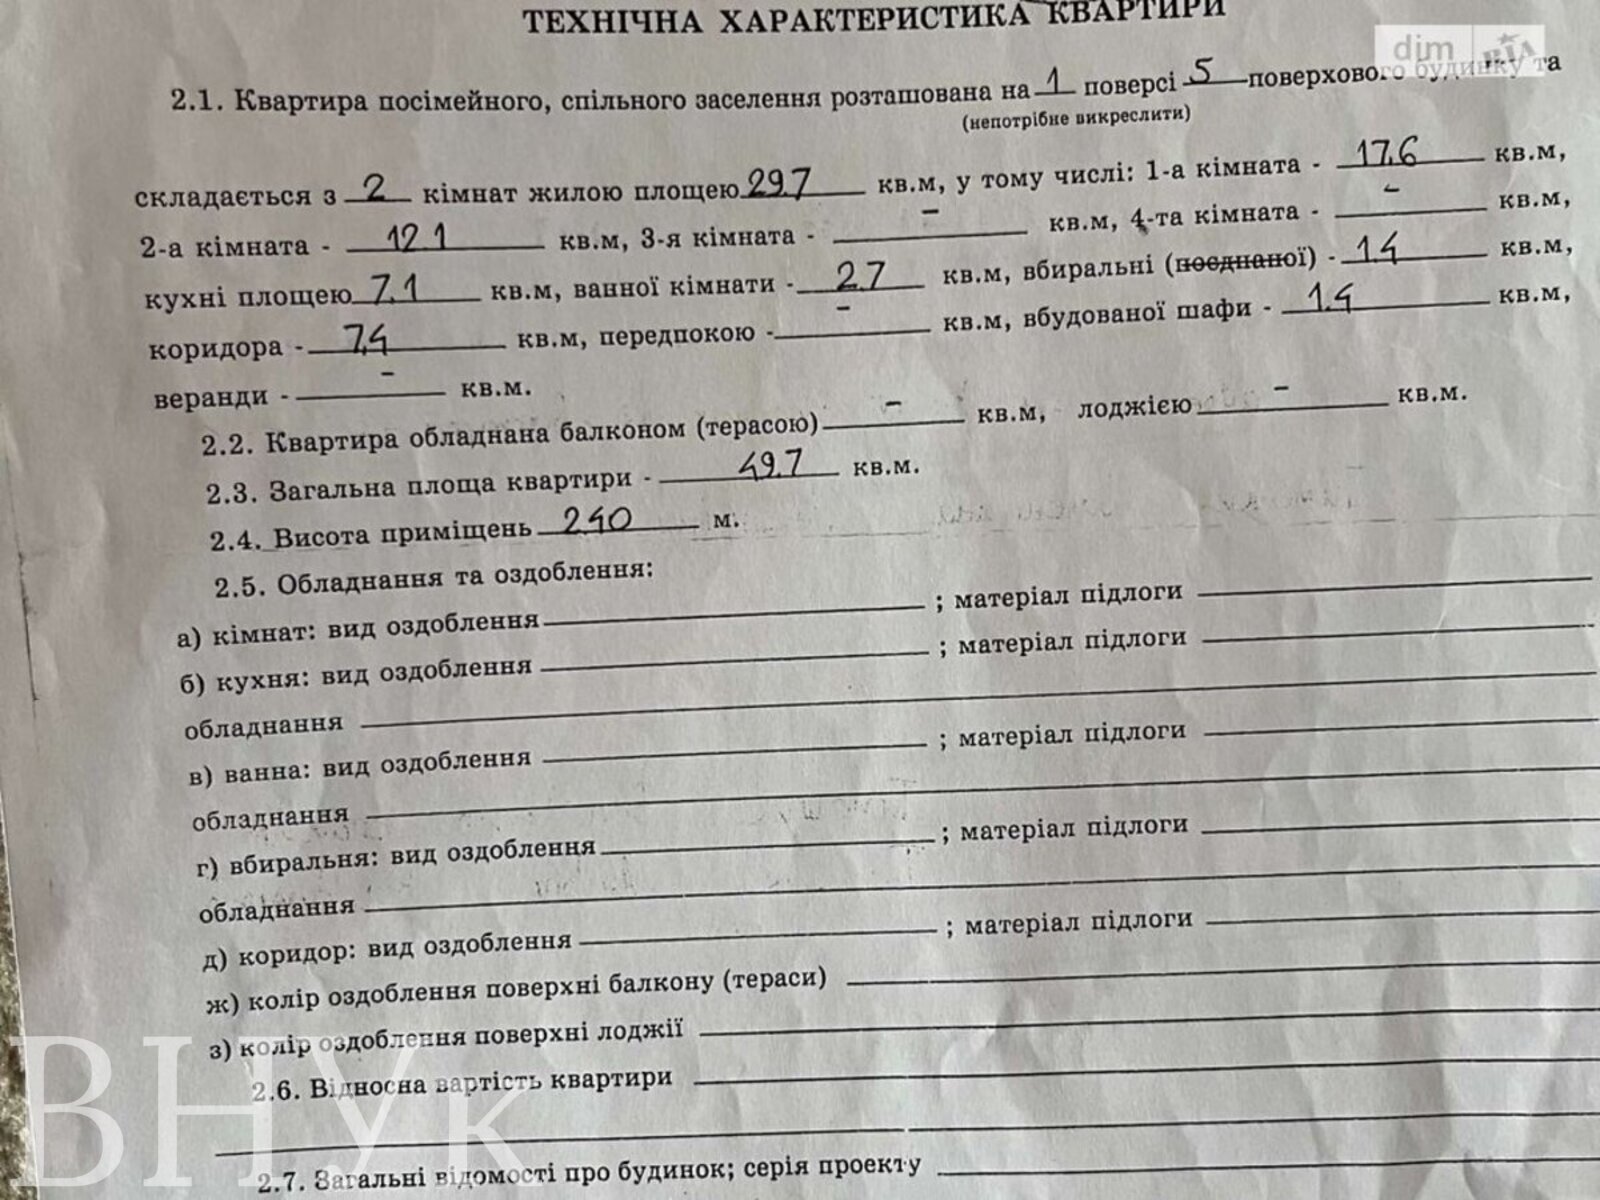 ТЕХНІЧНА ХАРАКТЕРИСТИКА КВАРТИРИ
dim RIA
2.1. Квартира посімейного, спільного заселення розташована на 1 поверсі 5 поверхового будинку та
(непотрібне викреслити)
складається з 2 кімнат жилою площею 29.7 кв.м, у тому числі: 1-а кімната - 17.6 кв.м,
2-а кімната - 12.1 кв.м, 3-я кімната - – кв.м, 4-та кімната - – кв.м,
кухні площею 7.1 кв.м, ванної кімнати - 2.7 кв.м, вбиральні (поєднаної) - 1.4 кв.м,
коридора - 7.4 кв.м, передпокою - – кв.м, вбудованої шафи - 1.4 кв.м,
веранди - – кв.м.
2.2. Квартира обладнана балконом (терасою) – кв.м, лоджією – кв.м.
2.3. Загальна площа квартири - 49.7 кв.м.
2.4. Висота приміщень 2.40 м.
2.5. Обладнання та оздоблення:
а) кімнат: вид оздоблення ; матеріал підлоги
б) кухня: вид оздоблення ; матеріал підлоги
обладнання
в) ванна: вид оздоблення ; матеріал підлоги
обладнання
г) вбиральня: вид оздоблення ; матеріал підлоги
обладнання
д) коридор: вид оздоблення ; матеріал підлоги
ж) колір оздоблення поверхні балкону (тераси)
з) колір оздоблення поверхні лоджії
2.6. Відносна вартість квартири
2.7. Загальні відомості про будинок; серія проекту
ВНУК